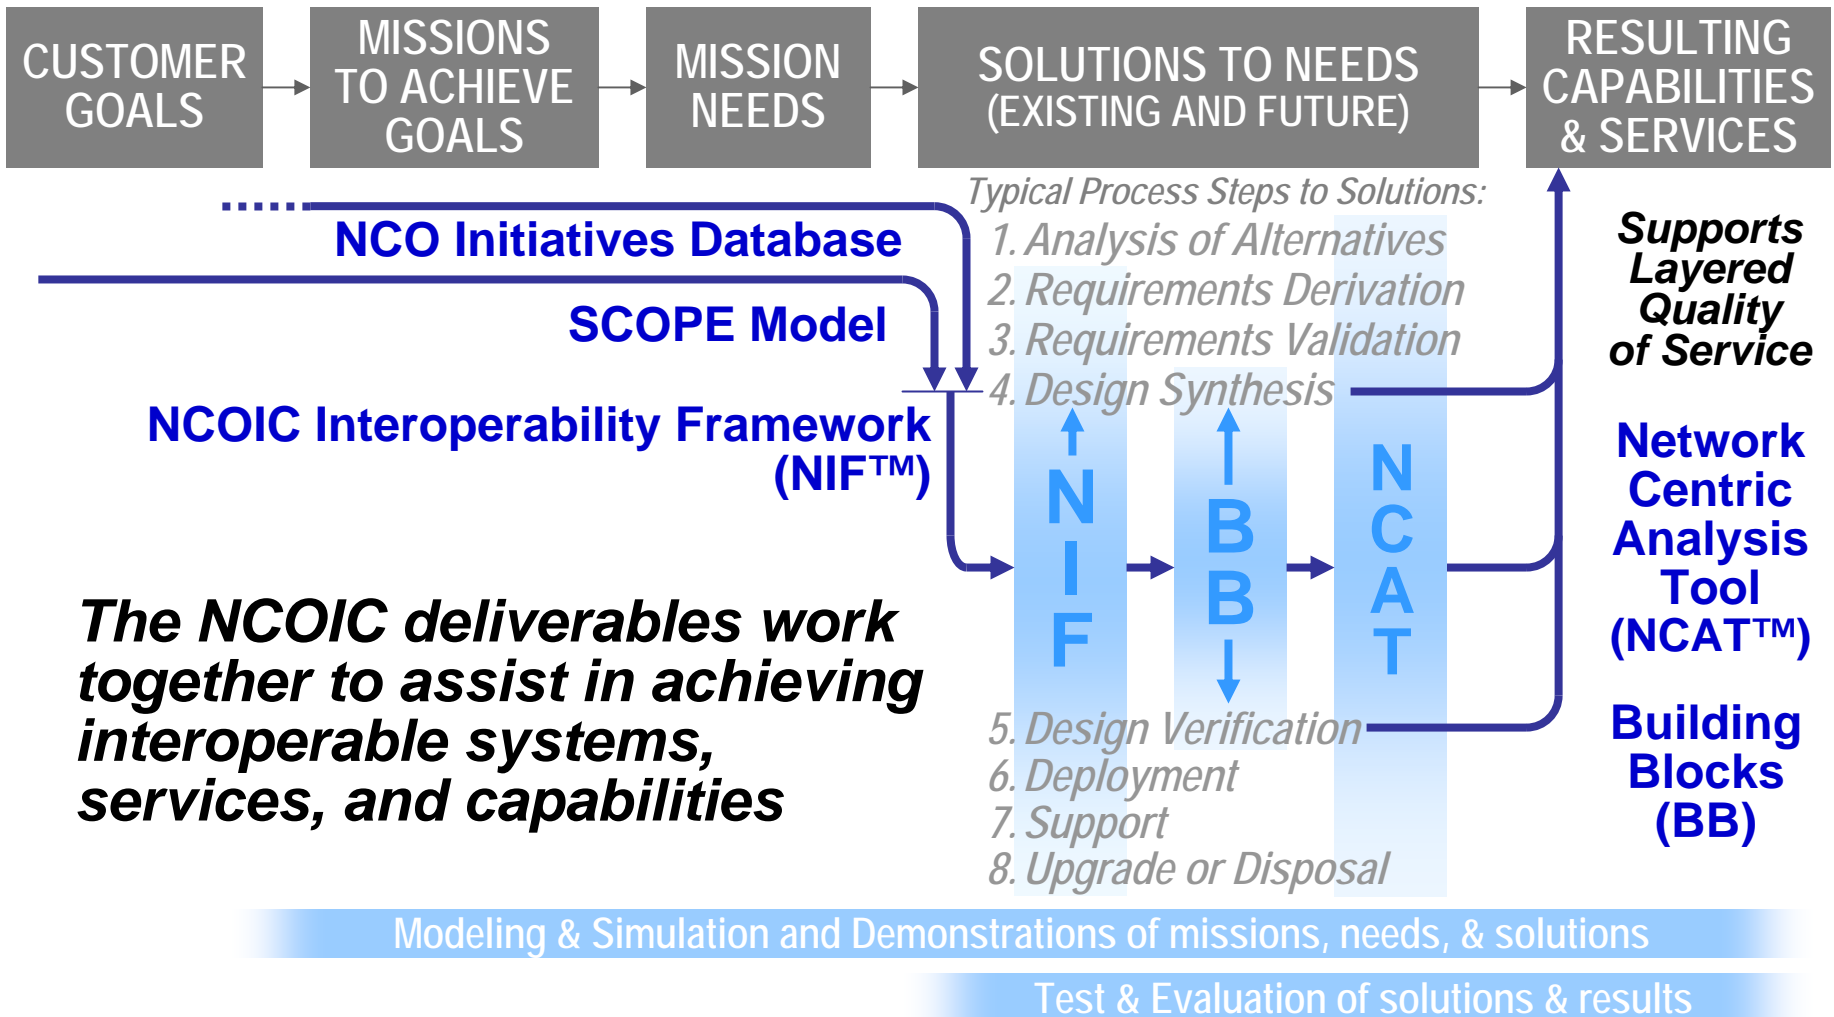 CUSTOMER
GOALS
MISSIONS
TO ACHIEVE
GOALS
MISSION
NEEDS
SOLUTIONS TO NEEDS
(EXISTING AND FUTURE)
RESULTING
CAPABILITIES
& SERVICES
NCO Initiatives Database
SCOPE Model
NCOIC Interoperability Framework
(NIF™)
The NCOIC deliverables work
together to assist in achieving
interoperable systems,
services, and capabilities
Typical Process Steps to Solutions:
1. Analysis of Alternatives
2. Requirements Derivation
3. Requirements Validation
4. Design Synthesis
N
I
F
B
B
N
C
A
T
5. Design Verification
6. Deployment
7. Support
8. Upgrade or Disposal
Supports
Layered
Quality
of Service
Network
Centric
Analysis
Tool
(NCAT™)
Building
Blocks
(BB)
Modeling & Simulation and Demonstrations of missions, needs, & solutions
Test & Evaluation of solutions & results